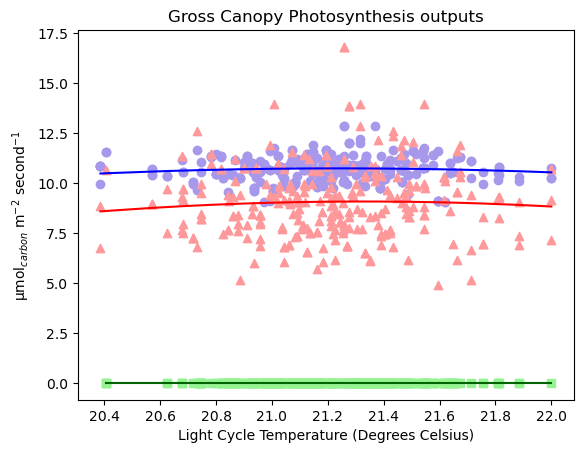 Gross Canopy Photosynthesis outputs
17.5
15.0
12.5
10.0
7.5
5.0
2.5
0.0
μmol_carbon m⁻² second⁻¹
20.4 20.6 20.8 21.0 21.2 21.4 21.6 21.8 22.0
Light Cycle Temperature (Degrees Celsius)